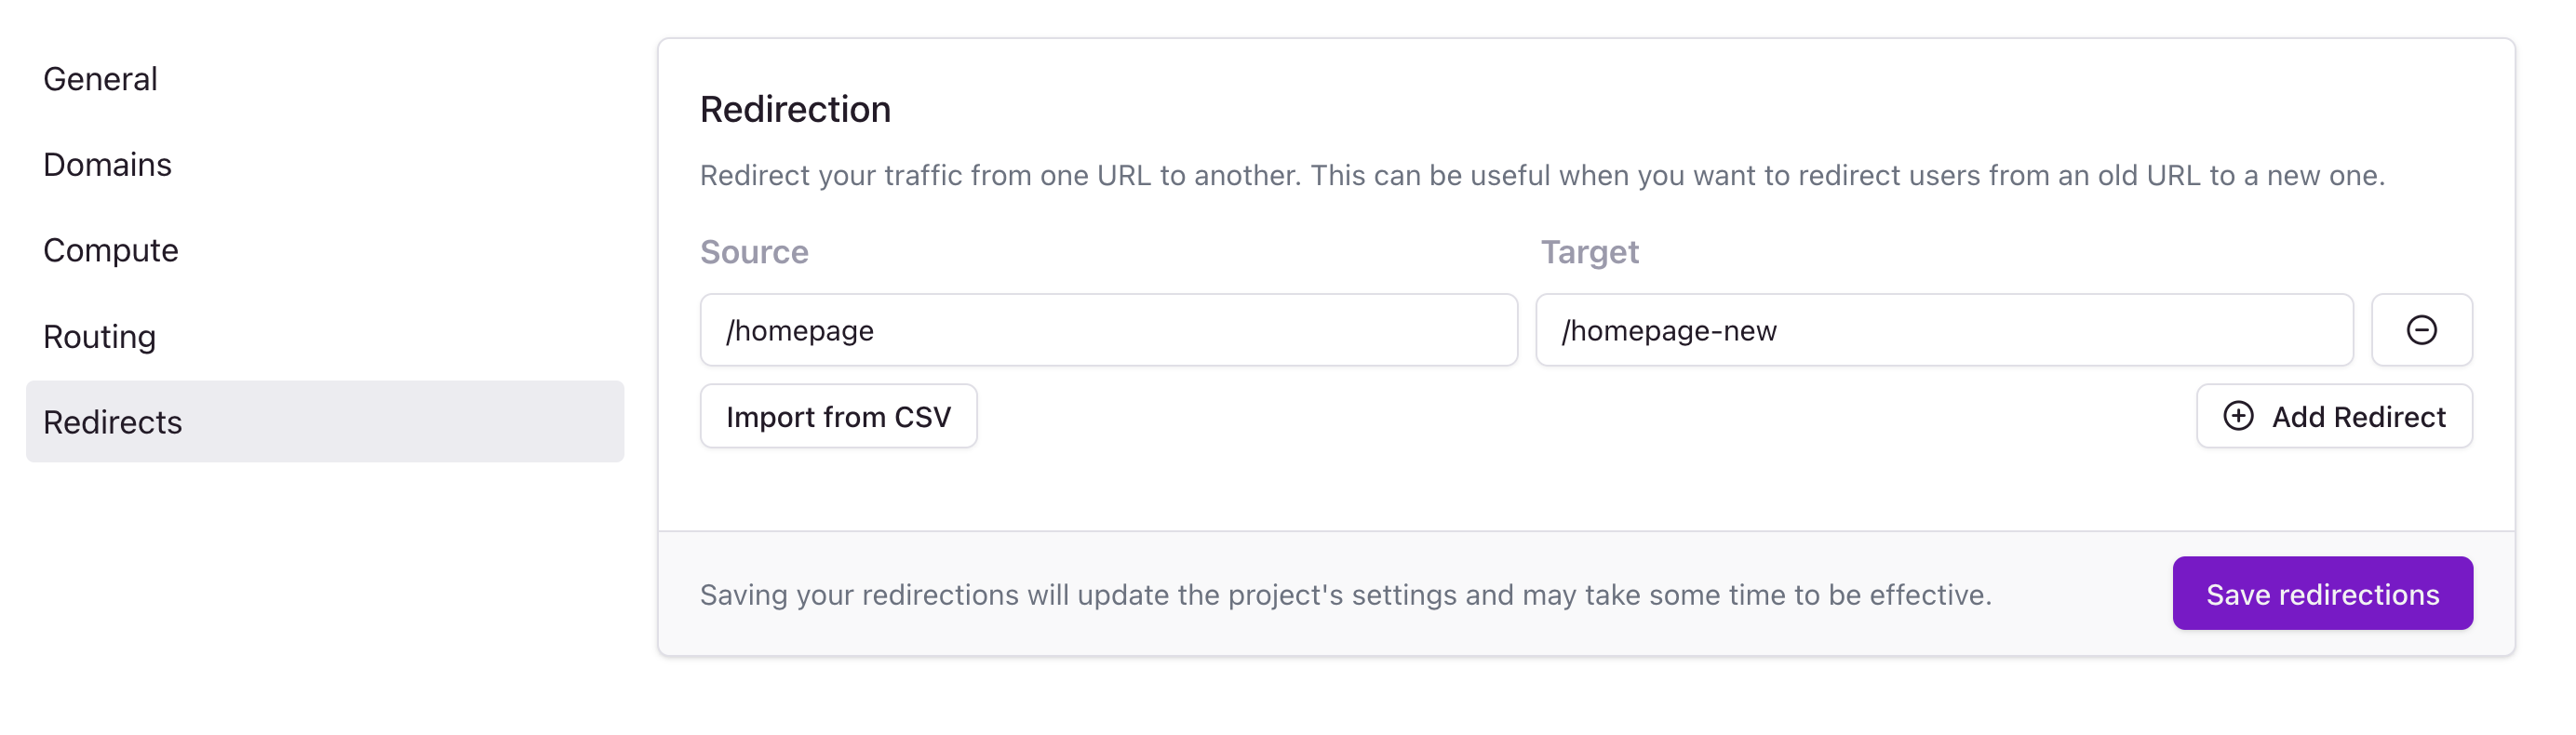 General
Domains
Compute
Routing
Redirects
Redirection
Redirect your traffic from one URL to another. This can be useful when you want to redirect users from an old URL to a new one.
Source
Target
/homepage
/homepage-new
Import from CSV
Add Redirect
Saving your redirections will update the project's settings and may take some time to be effective.
Save redirections